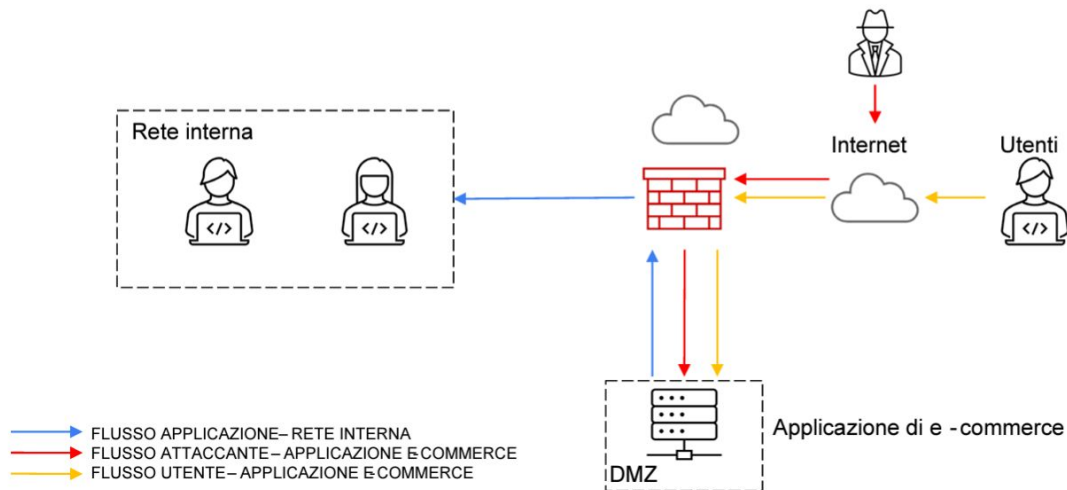 Rete interna
Internet
Utenti
Applicazione di e -commerce
DMZ
FLUSSO APPLICAZIONE– RETE INTERNA
FLUSSO ATTACCANTE – APPLICAZIONE E-COMMERCE
FLUSSO UTENTE – APPLICAZIONE E-COMMERCE